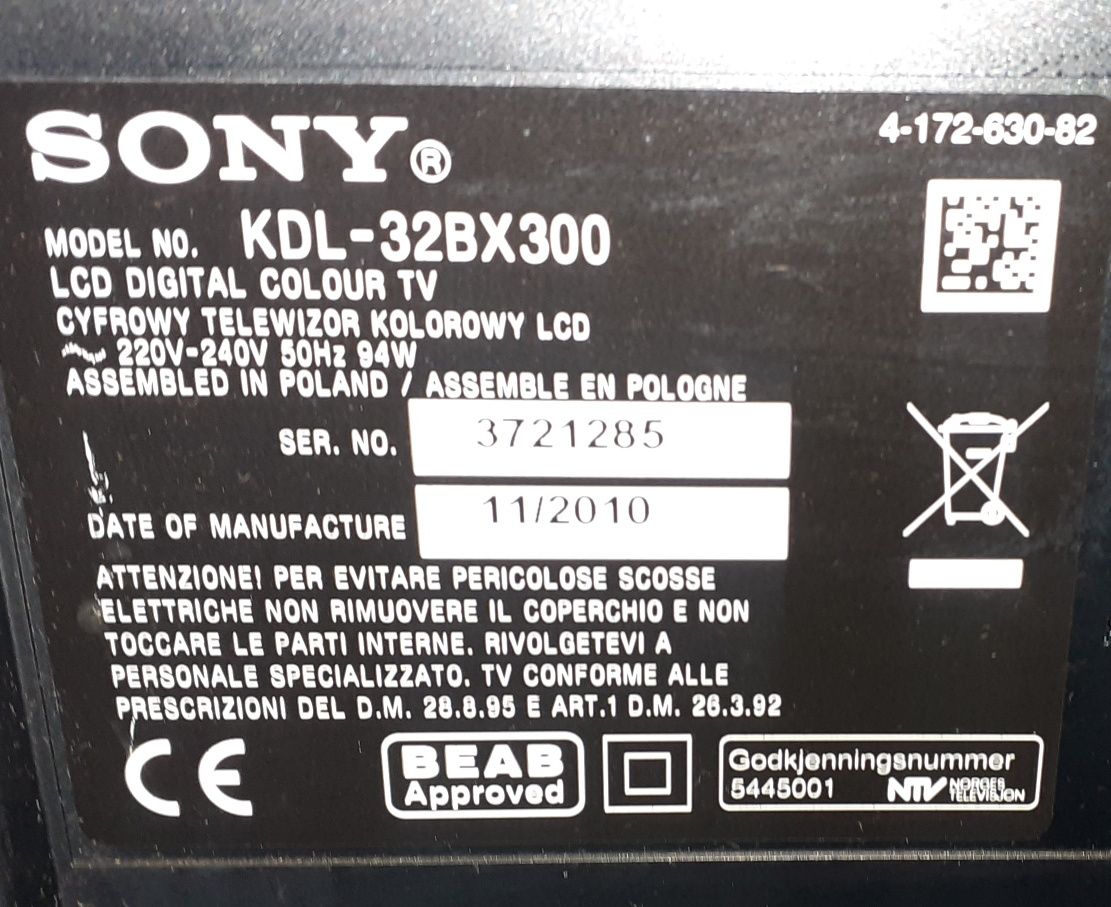 SONY®
4-172-630-82
MODEL NO. KDL-32BX300
LCD DIGITAL COLOUR TV
CYFROWY TELEWIZOR KOLOROWY LCD
220V-240V 50Hz 94W
ASSEMBLED IN POLAND / ASSEMBLE EN POLOGNE
SER. NO. 3721285
DATE OF MANUFACTURE 11/2010
ATTENZIONE! PER EVITARE PERICOLOSE SCOSSE
ELETTRICHE NON RIMUOVERE IL COPERCHIO E NON
TOCCARE LE PARTI INTERNE. RIVOLGETEVI A
PERSONALE SPECIALIZZATO. TV CONFORME ALLE
PRESCRIZIONI DEL D.M. 28.8.95 E ART.1 D.M. 26.3.92
CE
BEAB
Approved
Godkjenningsnummer
5445001 NTV NORGES
TELEVISJON